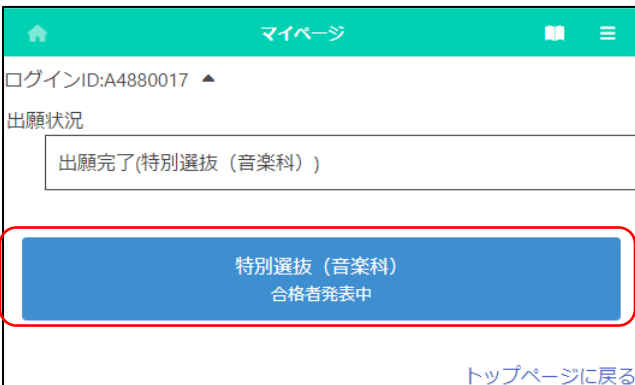 マイページ
ログインID:A4880017 ▲
出願状況
出願完了(特別選抜（音楽科）)
特別選抜（音楽科）
合格者発表中
トップページに戻る